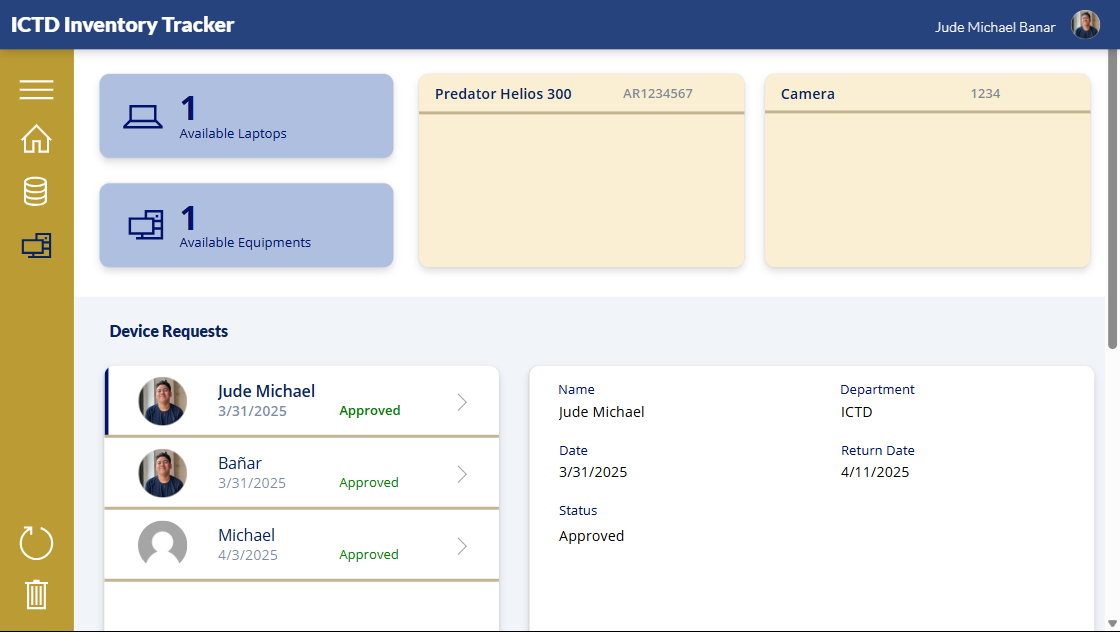 ICTD Inventory Tracker
Jude Michael Banar
1
Available Laptops
Predator Helios 300 AR1234567
Camera 1234
1
Available Equipments
Device Requests
Jude Michael
3/31/2025 Approved
Bañar
3/31/2025 Approved
Michael
4/3/2025 Approved
Name Department
Jude Michael ICTD
Date Return Date
3/31/2025 4/11/2025
Status
Approved